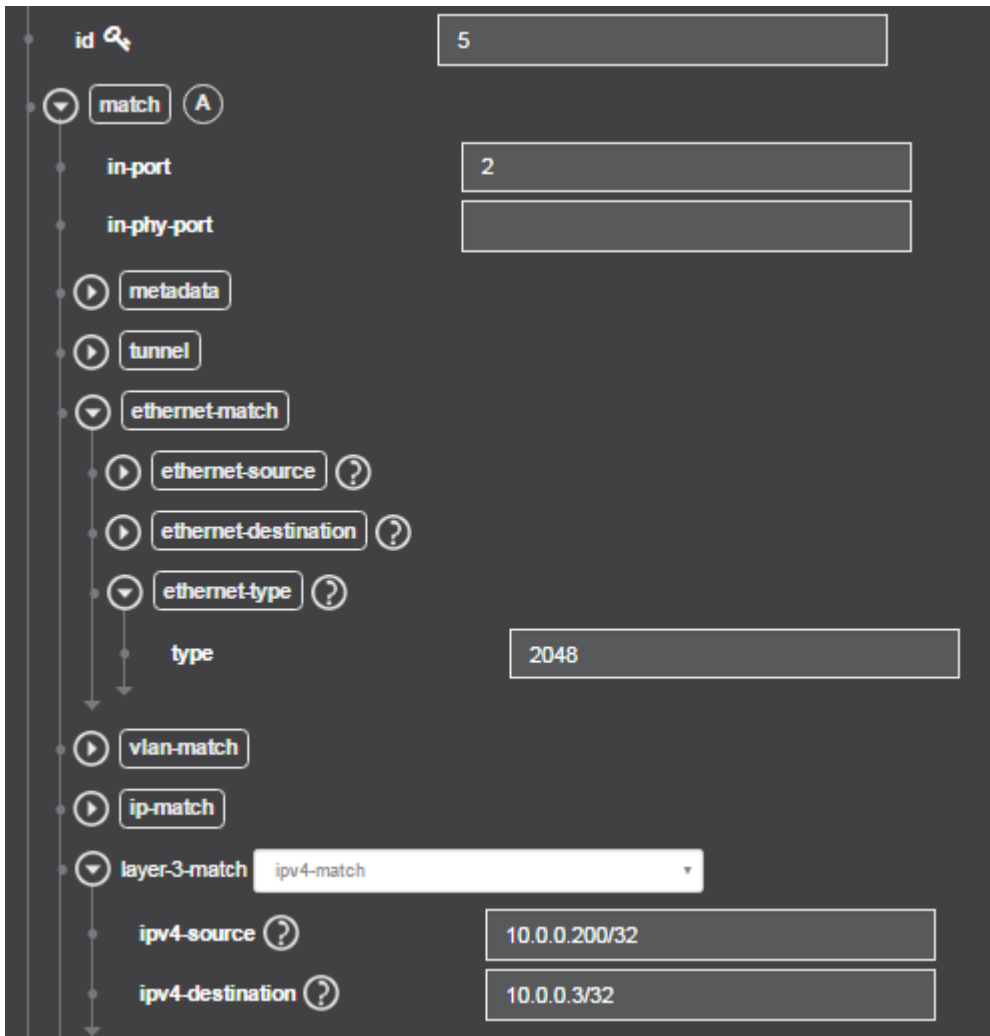 id 5
match A
in-port 2
in-phy-port
metadata
tunnel
ethernet-match
ethernet-source ?
ethernet-destination ?
ethernet-type ?
type 2048
vlan-match
ip-match
layer-3-match ipv4-match
ipv4-source ? 10.0.0.200/32
ipv4-destination ? 10.0.0.3/32